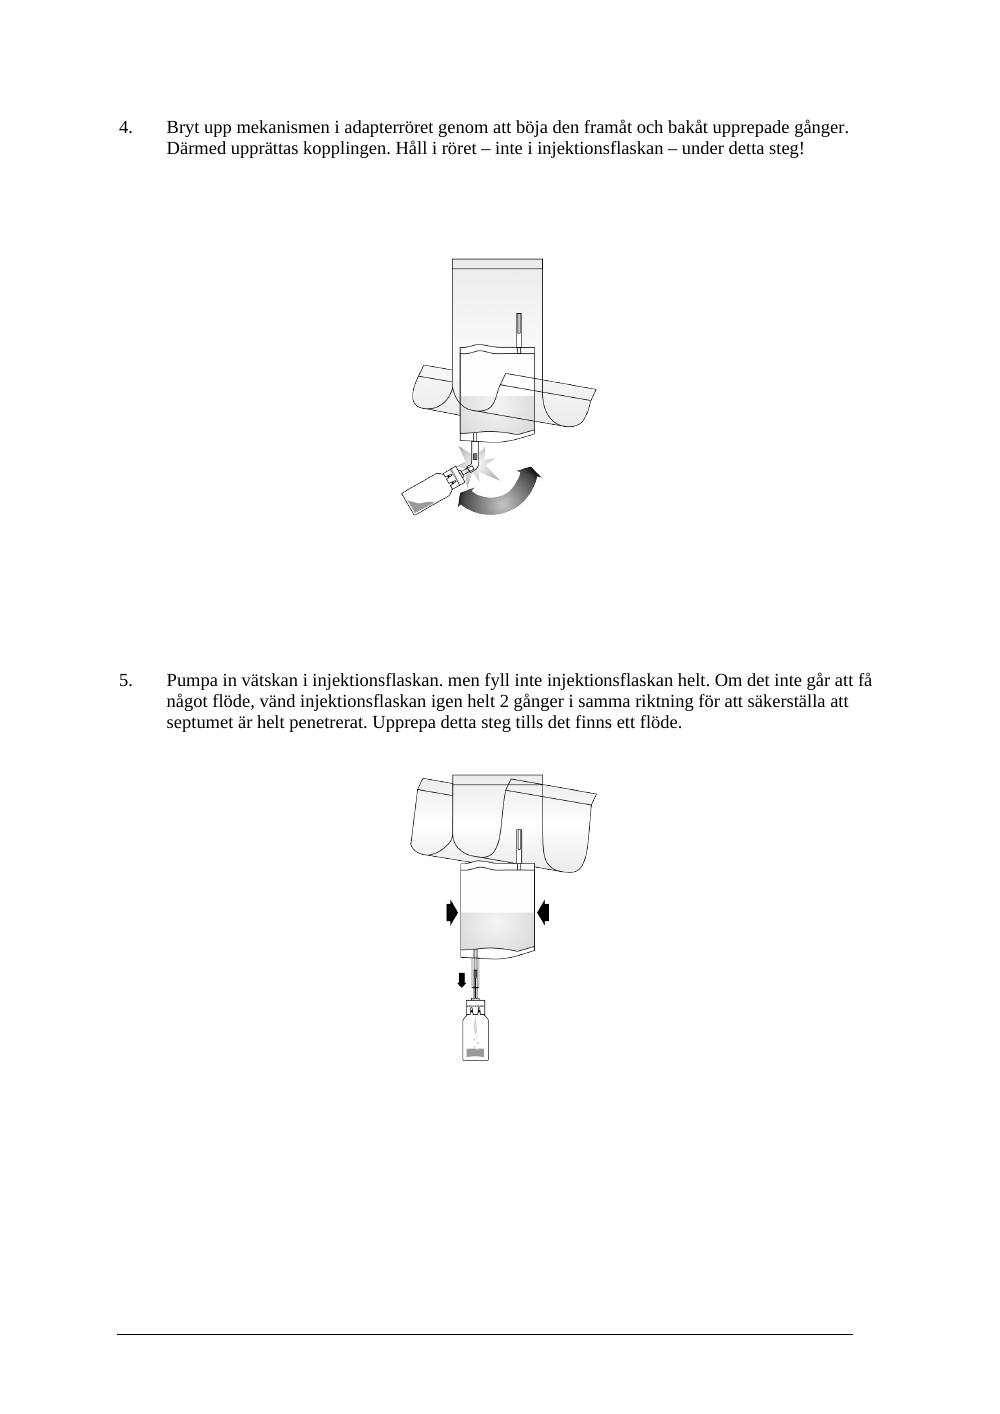 4. Bryt upp mekanismen i adapterröret genom att böja den framåt och bakåt upprepade gånger.
Därmed upprättas kopplingen. Håll i röret – inte i injektionsflaskan – under detta steg!
5. Pumpa in vätskan i injektionsflaskan. men fyll inte injektionsflaskan helt. Om det inte går att få
något flöde, vänd injektionsflaskan igen helt 2 gånger i samma riktning för att säkerställa att
septumet är helt penetrerat. Upprepa detta steg tills det finns ett flöde.